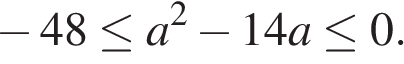 − 48 ≤ a² − 14a ≤ 0.